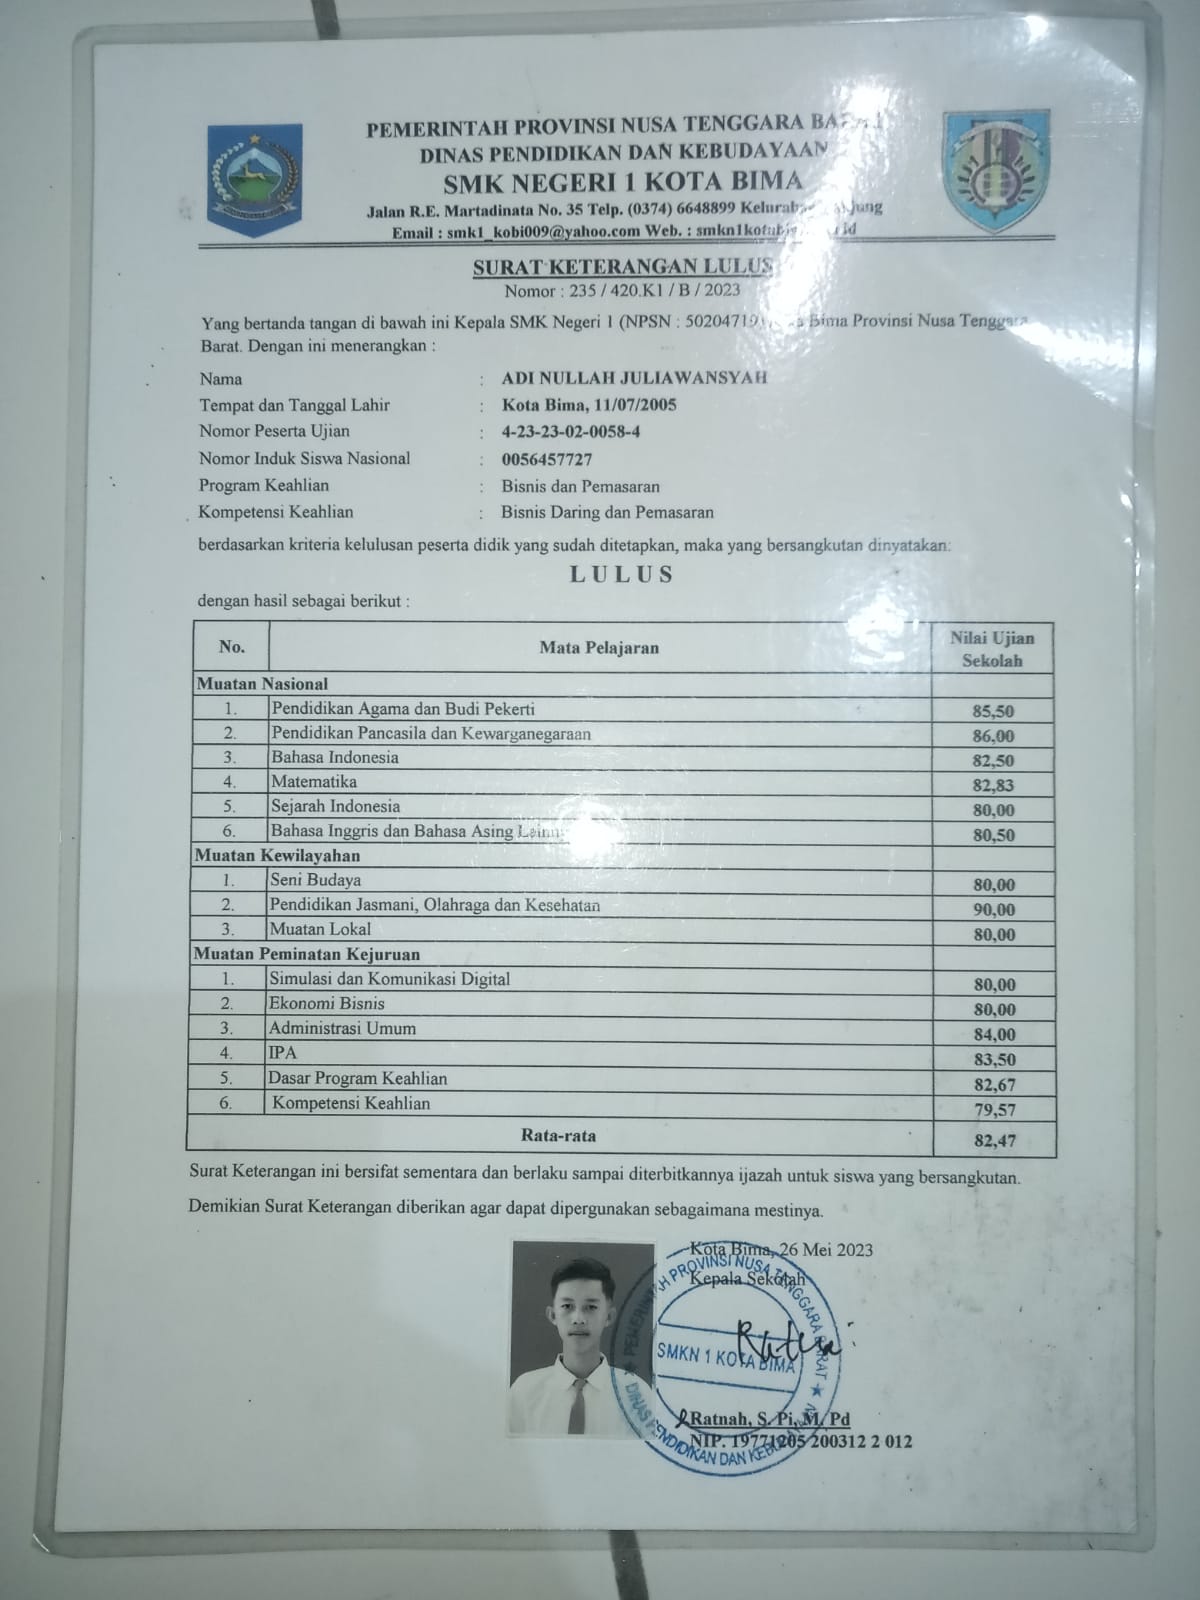 PEMERINTAH PROVINSI NUSA TENGGARA
DINAS PENDIDIKAN DAN KEBUDAYAAN
SMK NEGERI 1 KOTA BIMA
Jalan R.E. Martadinata No. 35 Telp. (0374) 6648899
Email : smk1_kobi009@yahoo.com Web. :
SURAT KETERANGAN LULUS
Nomor : 235 / 420.K1 / B / 2023
Yang bertanda tangan di bawah ini Kepala SMK Negeri 1 (NPSN : 50204719) Bima Provinsi Nusa Tenggara
Barat. Dengan ini menerangkan :
Nama : ADI NULLAH JULIAWANSYAH
Tempat dan Tanggal Lahir : Kota Bima, 11/07/2005
Nomor Peserta Ujian : 4-23-23-02-0058-4
Nomor Induk Siswa Nasional : 0056457727
Program Keahlian : Bisnis dan Pemasaran
Kompetensi Keahlian : Bisnis Daring dan Pemasaran
berdasarkan kriteria kelulusan peserta didik yang sudah ditetapkan, maka yang bersangkutan dinyatakan:
L U L U S
dengan hasil sebagai berikut :
No. Mata Pelajaran Nilai Ujian Sekolah
Muatan Nasional
1. Pendidikan Agama dan Budi Pekerti 85,50
2. Pendidikan Pancasila dan Kewarganegaraan 86,00
3. Bahasa Indonesia 82,50
4. Matematika 82,83
5. Sejarah Indonesia 80,00
6. Bahasa Inggris dan Bahasa Asing 80,50
Muatan Kewilayahan
1. Seni Budaya 80,00
2. Pendidikan Jasmani, Olahraga dan Kesehatan 90,00
3. Muatan Lokal 80,00
Muatan Peminatan Kejuruan
1. Simulasi dan Komunikasi Digital 80,00
2. Ekonomi Bisnis 80,00
3. Administrasi Umum 84,00
4. IPA 83,50
5. Dasar Program Keahlian 82,67
6. Kompetensi Keahlian 79,57
Rata-rata 82,47
Surat Keterangan ini bersifat sementara dan berlaku sampai diterbitkannya ijazah untuk siswa yang bersangkutan.
Demikian Surat Keterangan diberikan agar dapat dipergunakan sebagaimana mestinya.
Kota Bima, 26 Mei 2023
Kepala Sekolah
PEMERINTAH PROVINSI NUSA TENGGARA BARAT
SMKN 1 KOTA BIMA
DINAS PENDIDIKAN DAN KEBUDAYAAN
Ratnah, S. Pi, M. Pd
NIP. 19771205 200312 2 012